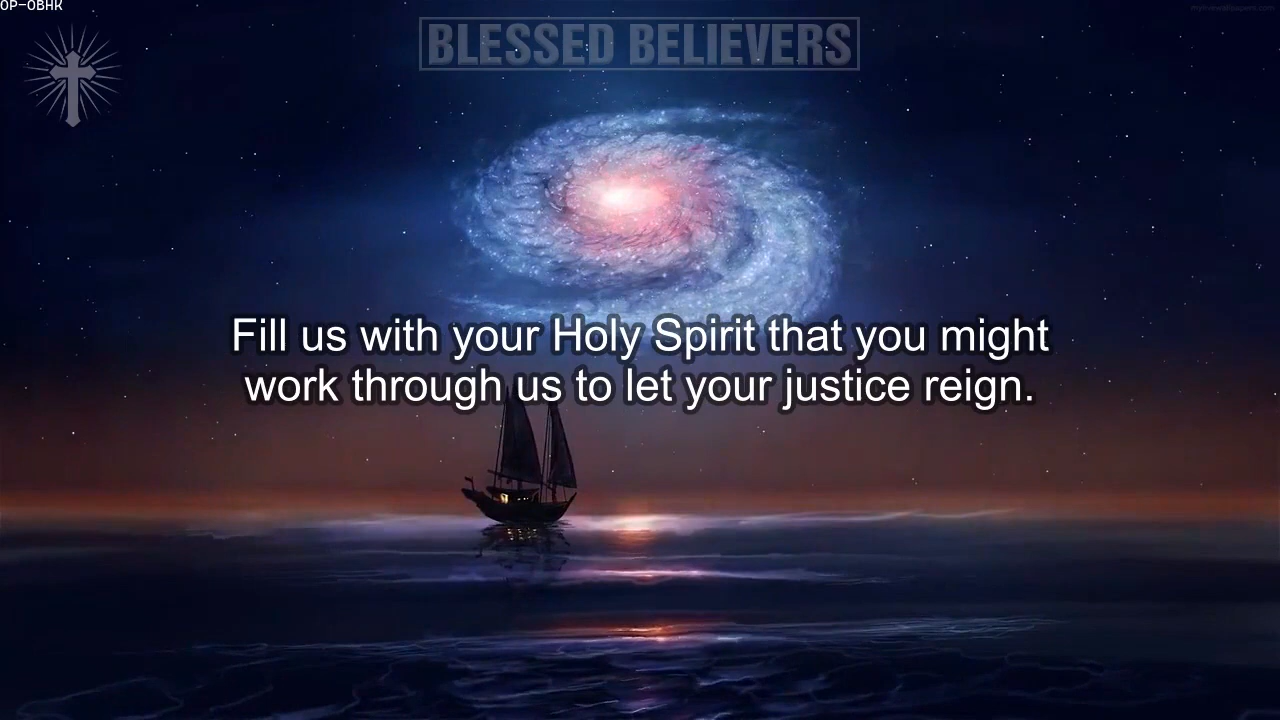 OP-OBHK
BLESSED BELIEVERS
Fill us with your Holy Spirit that you might
work through us to let your justice reign.